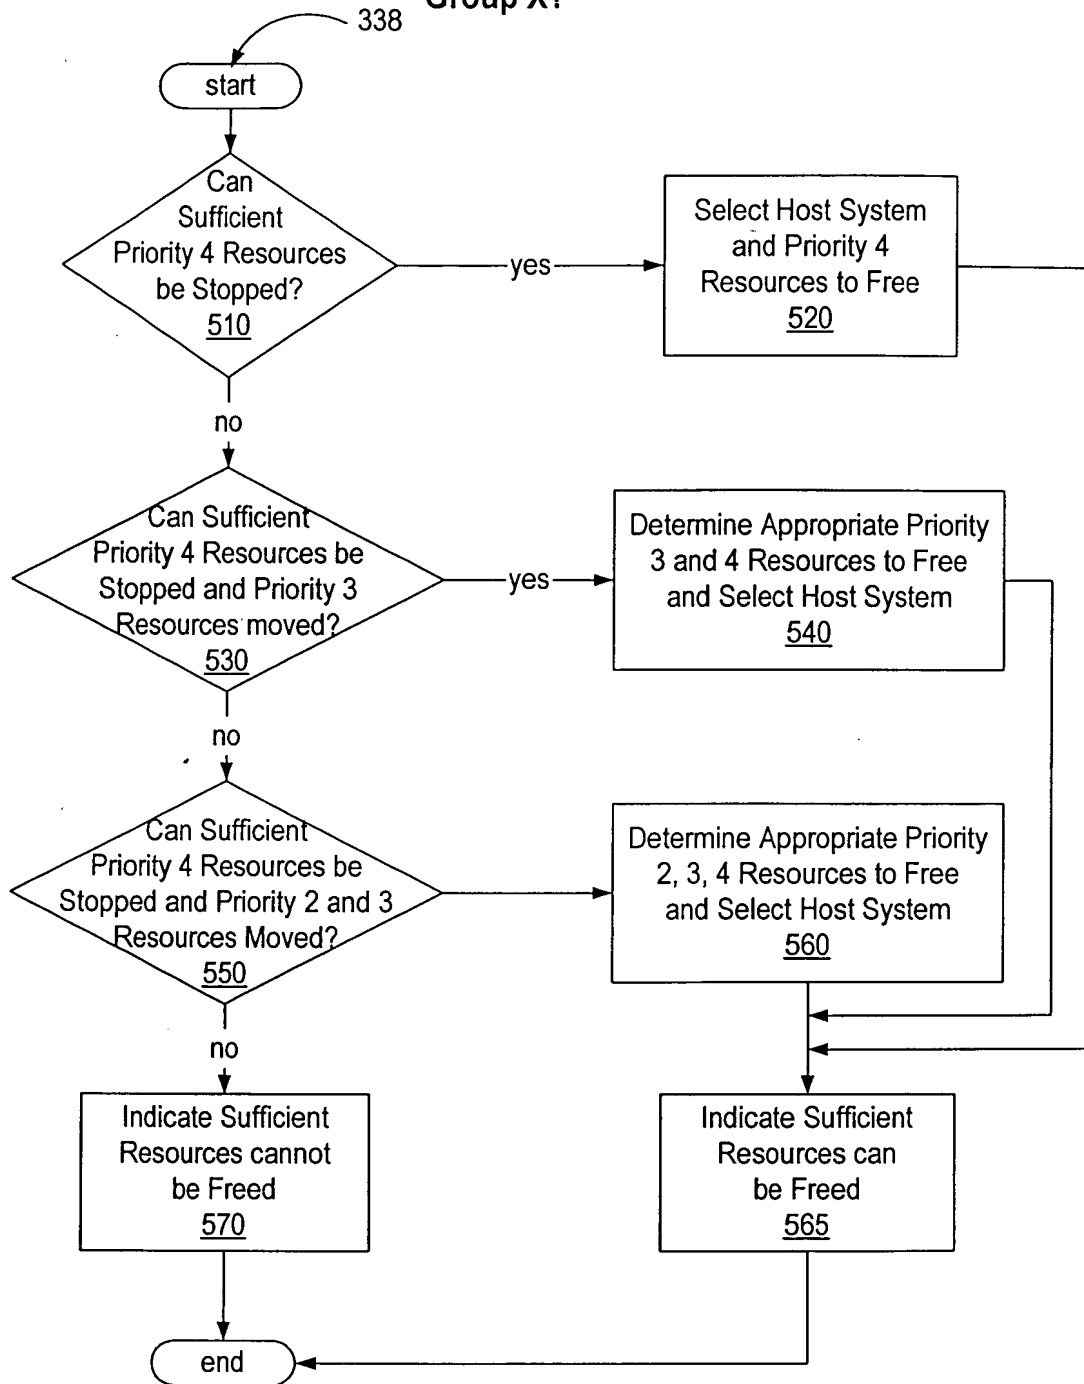 Group X?
338
start
Can
Sufficient
Priority 4 Resources
be Stopped?
510
yes
Select Host System
and Priority 4
Resources to Free
520
no
Can Sufficient
Priority 4 Resources be
Stopped and Priority 3
Resources moved?
530
yes
Determine Appropriate Priority
3 and 4 Resources to Free
and Select Host System
540
no
Can Sufficient
Priority 4 Resources be
Stopped and Priority 2 and 3
Resources Moved?
550
Determine Appropriate Priority
2, 3, 4 Resources to Free
and Select Host System
560
no
Indicate Sufficient
Resources cannot
be Freed
570
Indicate Sufficient
Resources can
be Freed
565
end